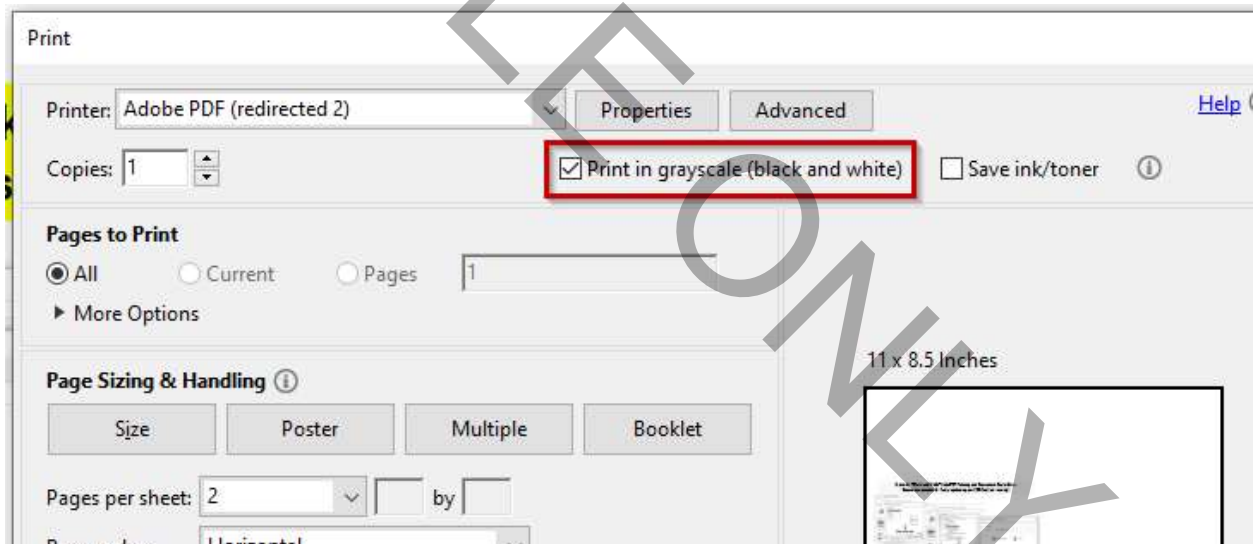 Print
Printer: Adobe PDF (redirected 2) Properties Advanced Help
Copies: 1 Print in grayscale (black and white) Save ink/toner
Pages to Print
All Current Pages 1
More Options
Page Sizing & Handling
Size Poster Multiple Booklet
11 x 8.5 Inches
Pages per sheet: 2 by
Horizontal
ONLY